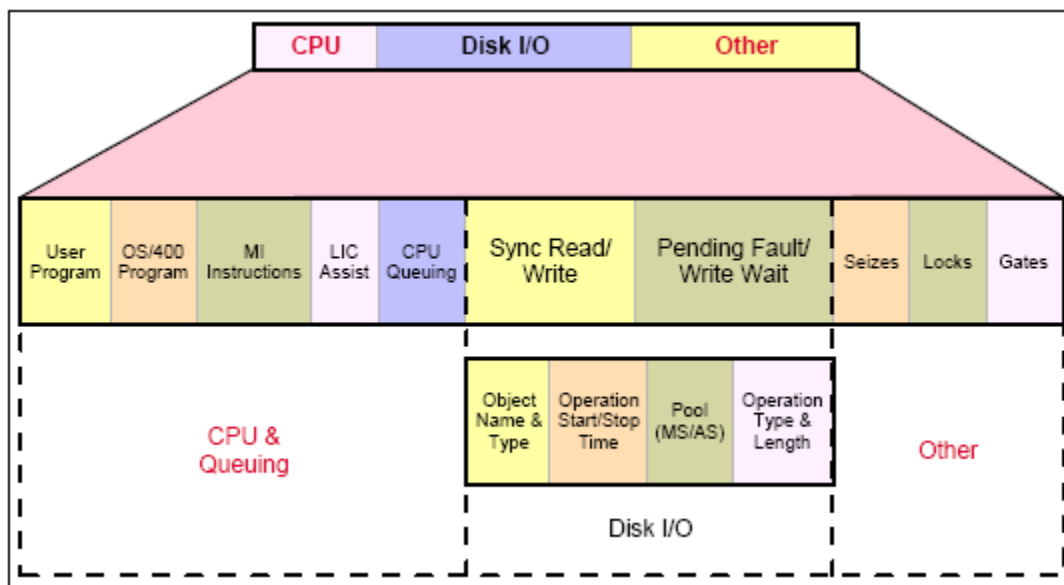 CPU
Disk I/O
Other
User
Program
OS/400
Program
MI
Instructions
LIC
Assist
CPU
Queuing
Sync Read/
Write
Pending Fault/
Write Wait
Seizes
Locks
Gates
Object
Name &
Type
Operation
Start/Stop
Time
Pool
(MS/AS)
Operation
Type &
Length
CPU &
Queuing
Other
Disk I/O